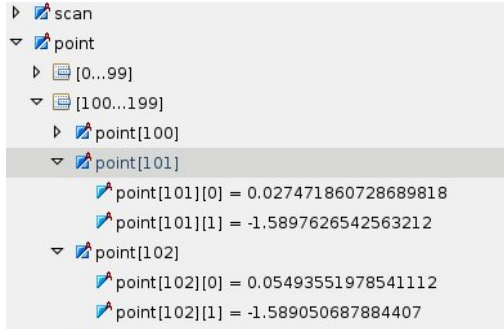 scan
point
[0...99]
[100...199]
point[100]
point[101]
point[101][0] = 0.027471860728689818
point[101][1] = -1.5897626542563212
point[102]
point[102][0] = 0.05493551978541112
point[102][1] = -1.589050687884407